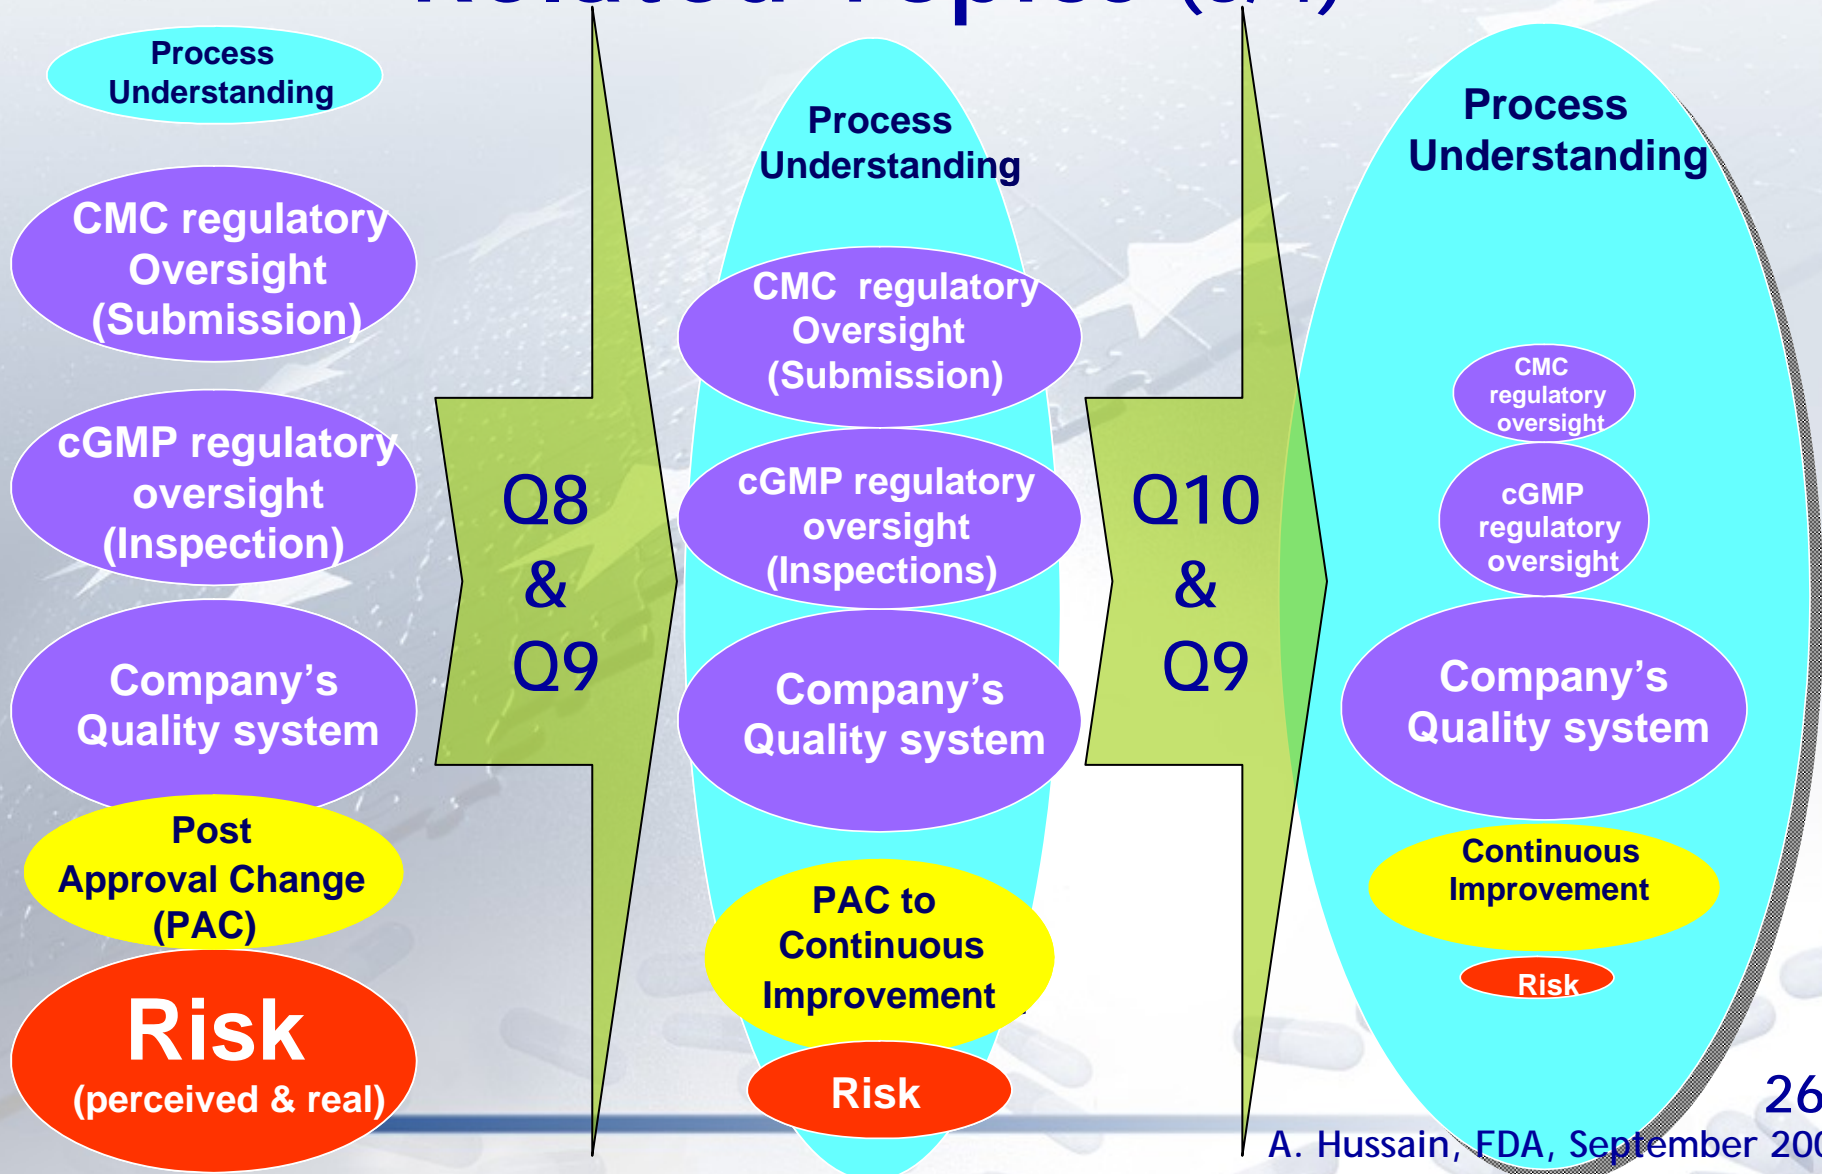 Related Topics
Process
Understanding
CMC regulatory
Oversight
(Submission)
cGMP regulatory
oversight
(Inspection)
Company’s
Quality system
Post
Approval Change
(PAC)
Risk
(perceived & real)
Q8
&
Q9
Process
Understanding
CMC regulatory
Oversight
(Submission)
cGMP regulatory
oversight
(Inspections)
Company’s
Quality system
PAC to
Continuous
Improvement
Risk
Q10
&
Q9
Process
Understanding
CMC
regulatory
oversight
cGMP
regulatory
oversight
Company’s
Quality system
Continuous
Improvement
Risk
26
A. Hussain, FDA, September